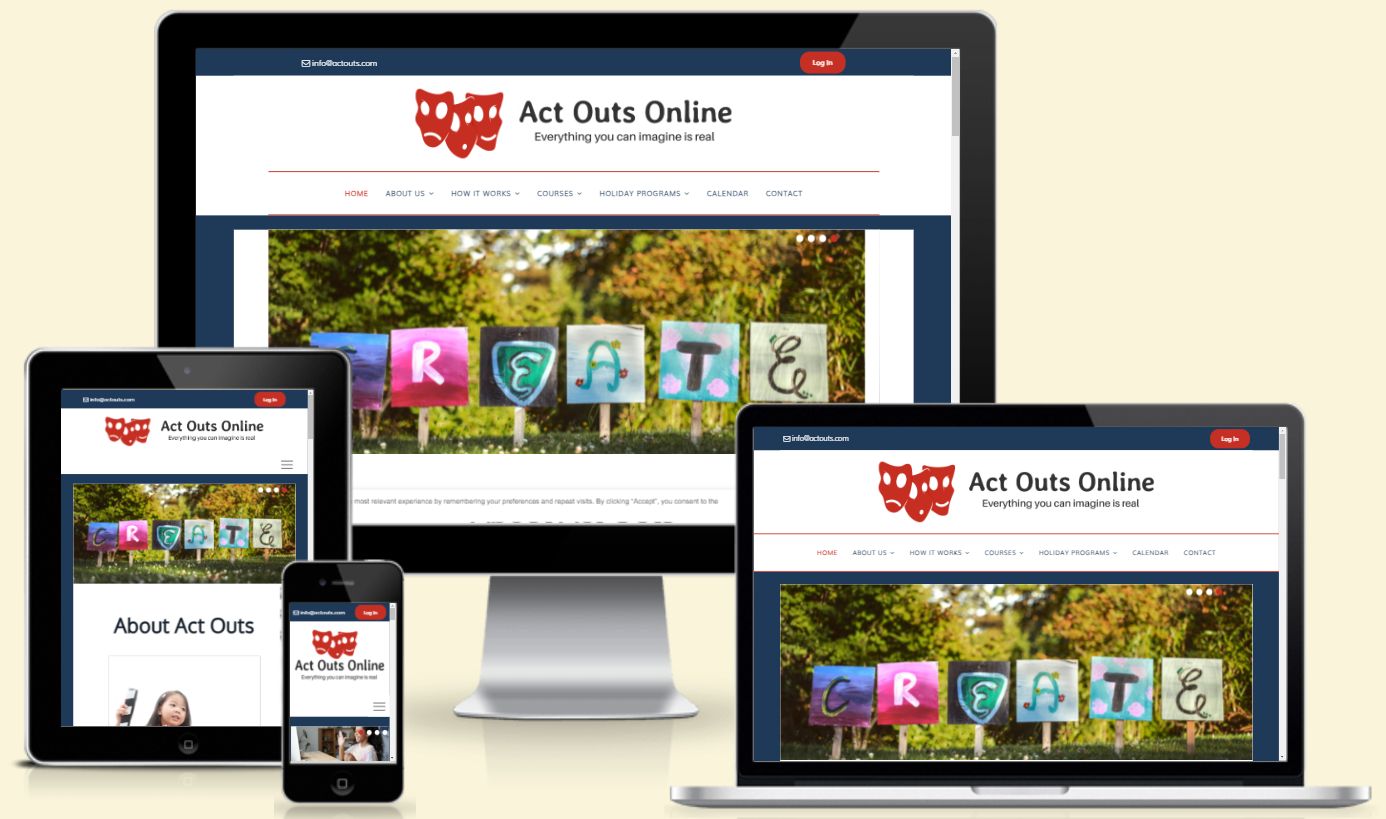 info@actouts.com
Log In
Act Outs Online
Everything you can imagine is real
HOME ABOUT US HOW IT WORKS COURSES HOLIDAY PROGRAMS CALENDAR CONTACT
CREATE
most relevant experience by remembering your preferences and repeat visits. By clicking "Accept", you consent to the
info@actouts.com
Log In
Act Outs Online
Everything you can imagine is real
CREATE
About Act Outs
info@actouts.com
Log In
Act Outs Online
Everything you can imagine is real
info@actouts.com
Log In
Act Outs Online
Everything you can imagine is real
HOME ABOUT US HOW IT WORKS COURSES HOLIDAY PROGRAMS CALENDAR CONTACT
CREATE